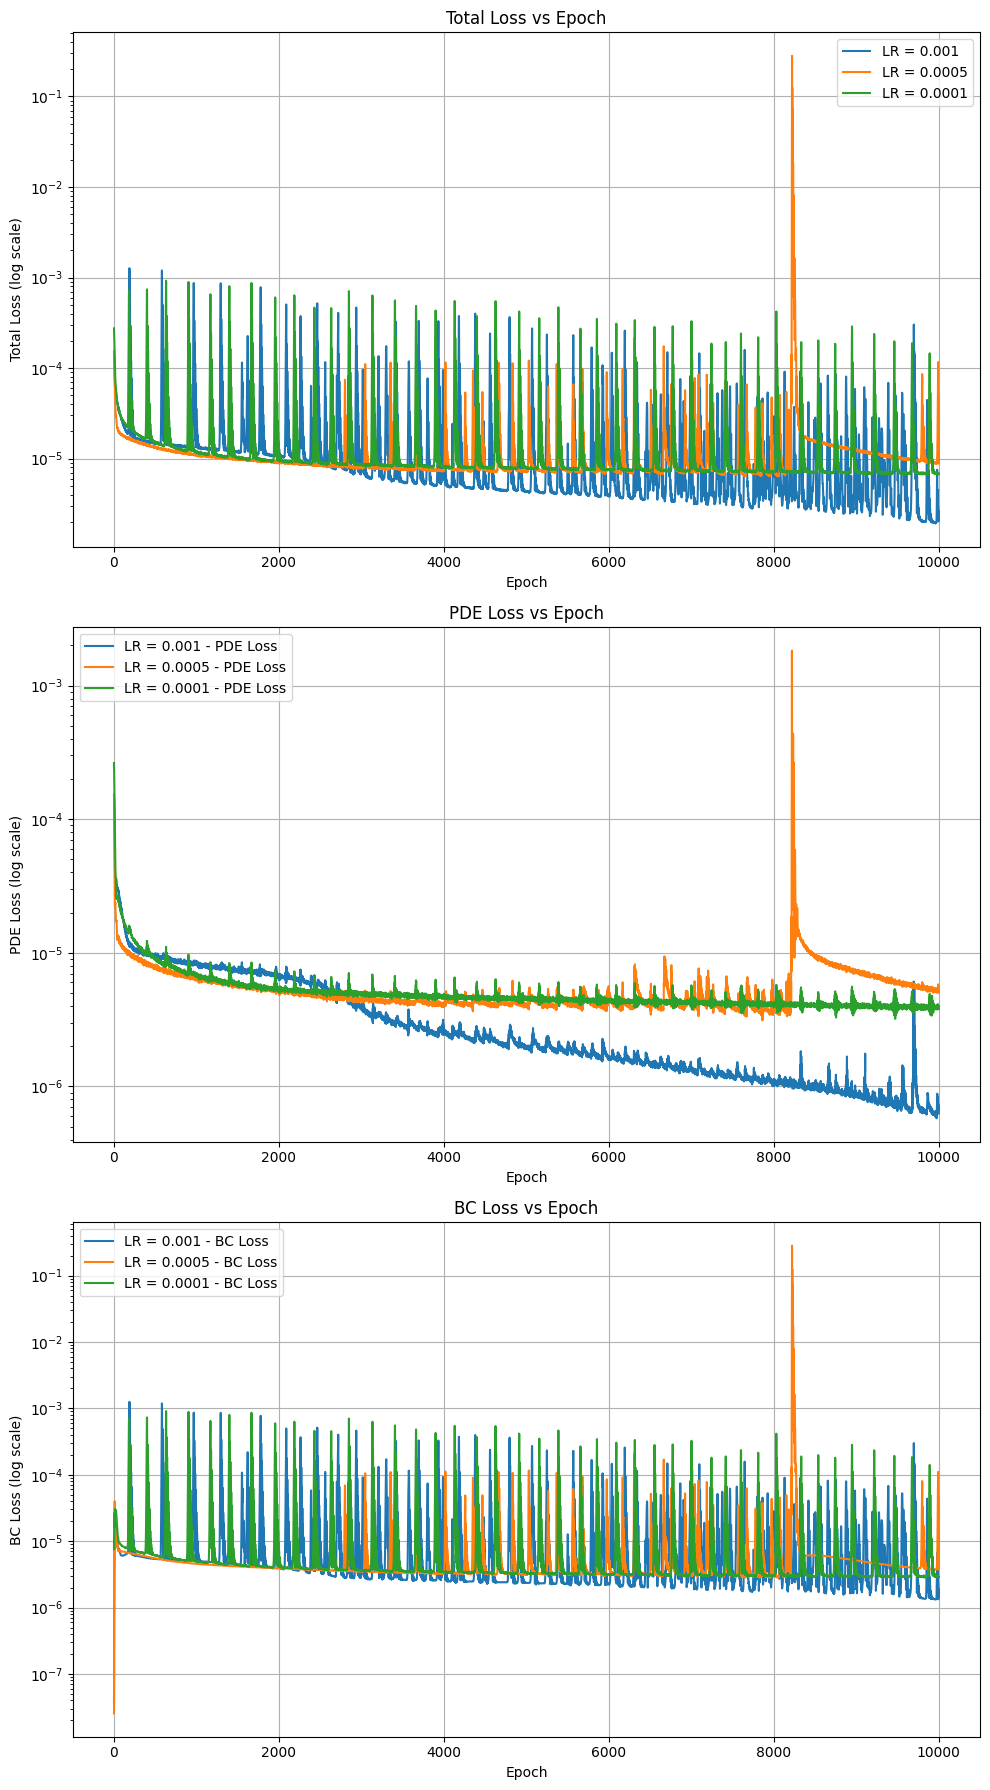 Total Loss vs Epoch
Total Loss (log scale)
10⁻¹
10⁻²
10⁻³
10⁻⁴
10⁻⁵
LR = 0.001
LR = 0.0005
LR = 0.0001
0 2000 4000 6000 8000 10000
Epoch
PDE Loss vs Epoch
PDE Loss (log scale)
10⁻³
10⁻⁴
10⁻⁵
10⁻⁶
LR = 0.001 - PDE Loss
LR = 0.0005 - PDE Loss
LR = 0.0001 - PDE Loss
0 2000 4000 6000 8000 10000
Epoch
BC Loss vs Epoch
BC Loss (log scale)
10⁻¹
10⁻²
10⁻³
10⁻⁴
10⁻⁵
10⁻⁶
10⁻⁷
LR = 0.001 - BC Loss
LR = 0.0005 - BC Loss
LR = 0.0001 - BC Loss
0 2000 4000 6000 8000 10000
Epoch